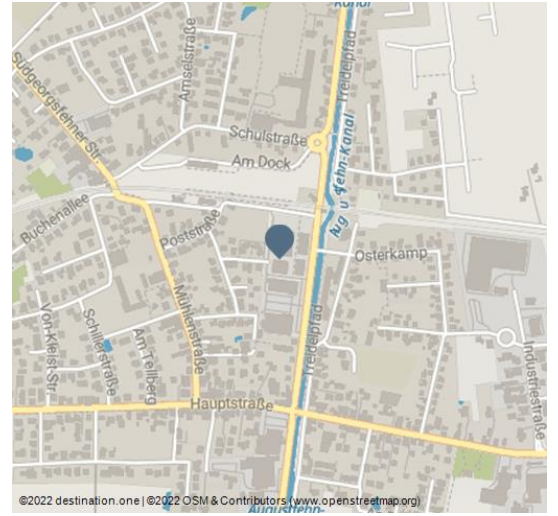 Kanal
Treidelpfad
Amselstraße
Südgeorgsfehner Str.
Schulstraße
Am Dock
Buchenallee
Poststraße
Osterkamp
Mühlenstraße
Von-Kleist-Str.
Schillerstraße
Am Tellberg
Treidelpfad
Industriestraße
Hauptstraße
©2022 destination.one | ©2022 OSM & Contributors (www.openstreetmap.org)